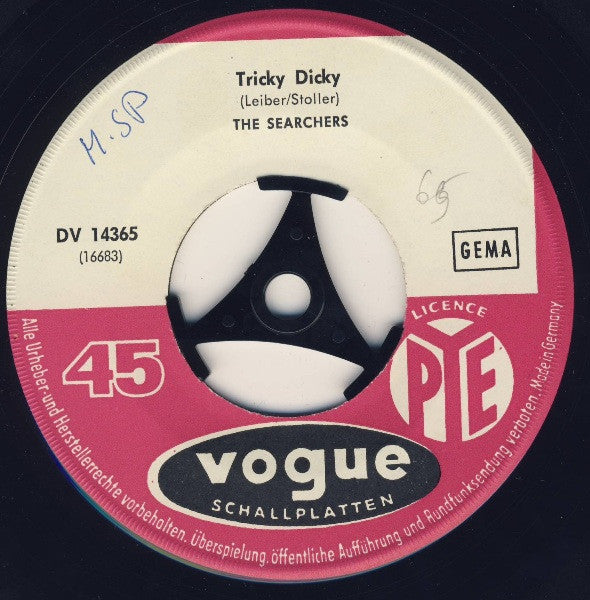 Tricky Dicky
(Leiber/Stoller)
THE SEARCHERS
M.SP
65
DV 14365
(16683)
GEMA
45
LICENCE
PYE
vogue
SCHALLPLATTEN
Alle Urheber- und Herstellerrechte vorbehalten. Überspielung, öffentliche Aufführung und Rundfunksendung verboten. Made in Germany